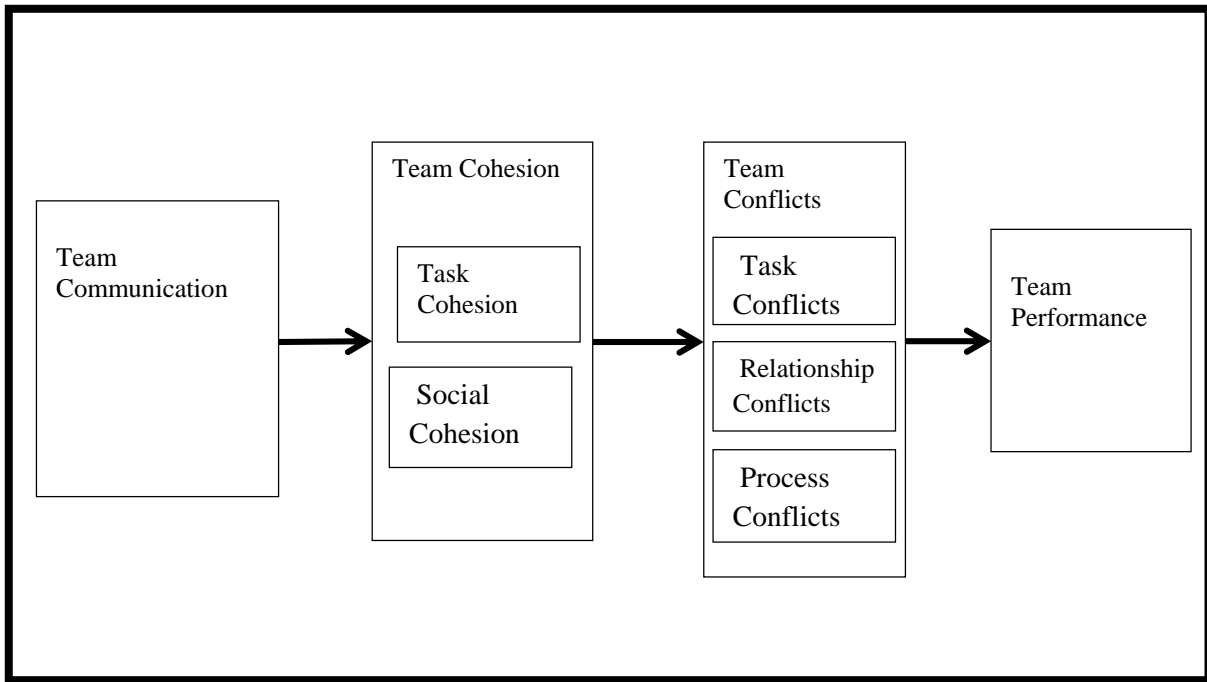 Team
Communication
Team Cohesion
Task
Cohesion
Social
Cohesion
Team
Conflicts
Task
Conflicts
Relationship
Conflicts
Process
Conflicts
Team
Performance